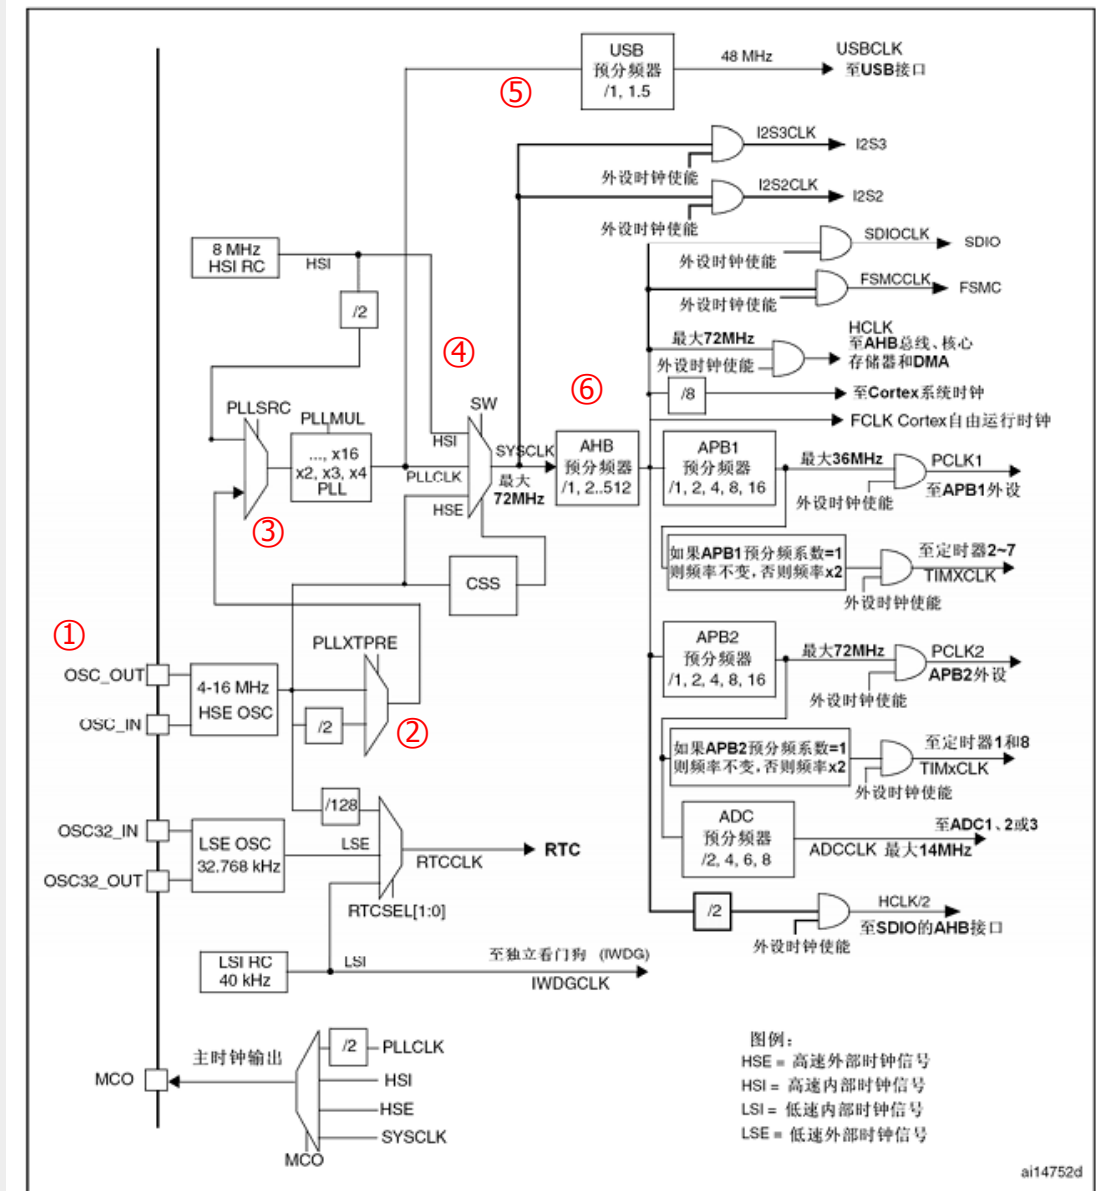 USB
预分频器
/1, 1.5
48 MHz
USBCLK
至USB接口
⑤
I2S3CLK
I2S3
外设时钟使能
I2S2CLK
I2S2
外设时钟使能
8 MHz
HSI RC
HSI
/2
SDIOCLK
SDIO
外设时钟使能
FSMCCLK
FSMC
外设时钟使能
最大72MHz
HCLK
至AHB总线、核心
存储器和DMA
外设时钟使能
/8
至Cortex系统时钟
FCLK Cortex自由运行时钟
④
⑥
PLLSRC
PLLMUL
..., x16
x2, x3, x4
PLL
③
SW
HSI
PLLCLK
HSE
SYSCLK
最大
72MHz
AHB
预分频器
/1, 2..512
APB1
预分频器
/1, 2, 4, 8, 16
最大36MHz
PCLK1
至APB1外设
外设时钟使能
如果APB1预分频系数=1
则频率不变,否则频率x2
至定时器2~7
TIMXCLK
外设时钟使能
CSS
①
OSC_OUT
OSC_IN
4-16 MHz
HSE OSC
PLLXTPRE
/2
②
APB2
预分频器
/1, 2, 4, 8, 16
最大72MHz
PCLK2
APB2外设
外设时钟使能
如果APB2预分频系数=1
则频率不变,否则频率x2
至定时器1和8
TIMxCLK
外设时钟使能
/128
OSC32_IN
OSC32_OUT
LSE OSC
32.768 kHz
LSE
RTCCLK
RTC
RTCSEL[1:0]
ADC
预分频器
/2, 4, 6, 8
至ADC1、2或3
ADCCLK 最大14MHz
/2
HCLK/2
至SDIO的AHB接口
外设时钟使能
LSI RC
40 kHz
LSI
至独立看门狗 (IWDG)
IWDGCLK
MCO
主时钟输出
/2
PLLCLK
HSI
HSE
SYSCLK
MCO
图例:
HSE = 高速外部时钟信号
HSI = 高速内部时钟信号
LSI = 低速内部时钟信号
LSE = 低速外部时钟信号
ai14752d